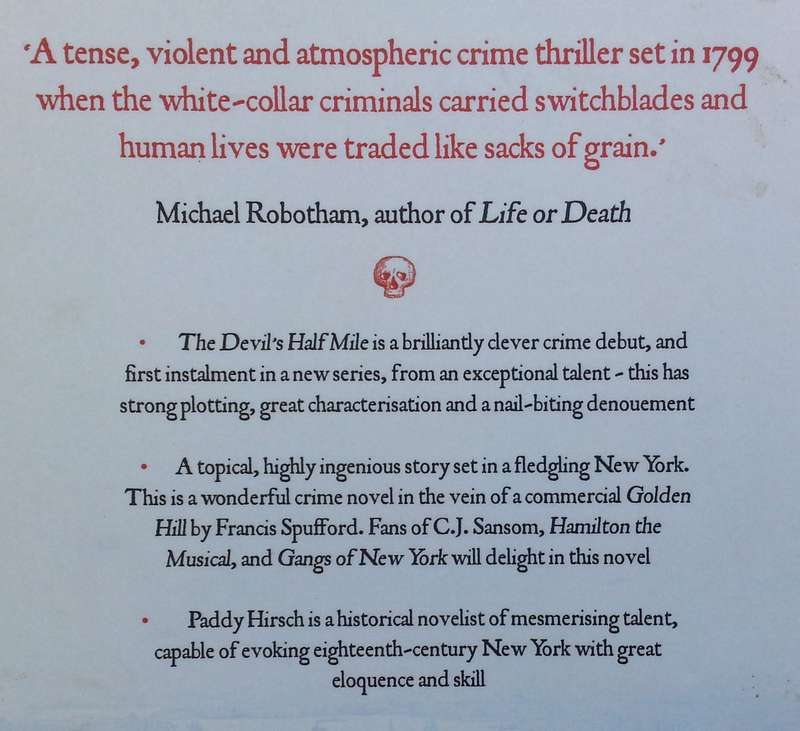 ‘A tense, violent and atmospheric crime thriller set in 1799
when the white-collar criminals carried switchblades and
human lives were traded like sacks of grain.’
Michael Robotham, author of Life or Death
• The Devil's Half Mile is a brilliantly clever crime debut, and
first instalment in a new series, from an exceptional talent - this has
strong plotting, great characterisation and a nail-biting denouement
• A topical, highly ingenious story set in a fledgling New York.
This is a wonderful crime novel in the vein of a commercial Golden
Hill by Francis Spufford. Fans of C.J. Sansom, Hamilton the
Musical, and Gangs of New York will delight in this novel
• Paddy Hirsch is a historical novelist of mesmerising talent,
capable of evoking eighteenth-century New York with great
eloquence and skill